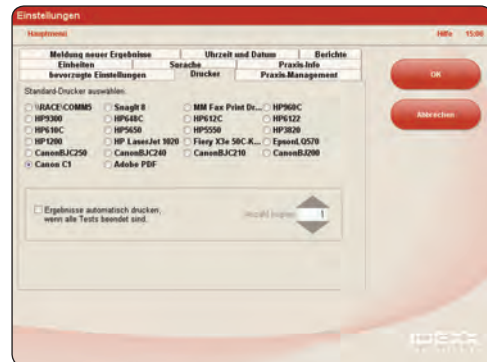 Einstellungen
Hauptmenü Hilfe 15:00
Meldung neuer Ergebnisse Uhrzeit und Datum Berichte
Einheiten Sprache Praxis-Info
bevorzugte Einstellungen Drucker Praxis-Management
Standard-Drucker auswählen.
\\RACE\COMM5 SnagIt 8 MM Fax Print Dr... HP960C
HP9300 HP648C HP612C HP6122
HP610C HP5650 HP5550 HP3820
HP1200 HP LaserJet 1020 Fiery X3e 50C-K... EpsonLQ570
CanonBJC250 CanonBJC240 CanonBJC210 CanonBJ200
Canon C1 Adobe PDF
Ergebnisse automatisch drucken,
wenn alle Tests beendet sind.
Anzahl Kopien 1
OK
Abbrechen
IDEXX